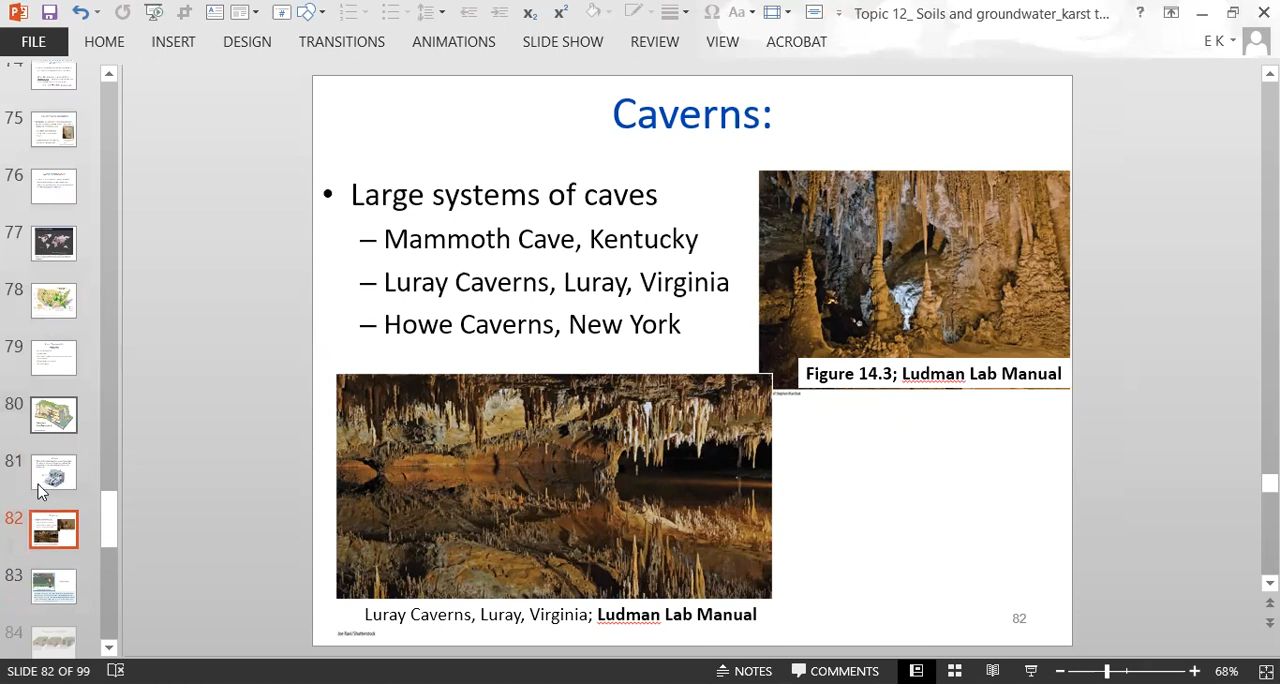 Topic 12_ Soils and groundwater_karst t...
FILE
HOME
INSERT
DESIGN
TRANSITIONS
ANIMATIONS
SLIDE SHOW
REVIEW
VIEW
ACROBAT
E K
74
75
76
77
78
79
80
81
82
83
84
Caverns:
• Large systems of caves
– Mammoth Cave, Kentucky
– Luray Caverns, Luray, Virginia
– Howe Caverns, New York
Figure 14.3; Ludman Lab Manual
Luray Caverns, Luray, Virginia; Ludman Lab Manual
82
SLIDE 82 OF 99
NOTES
COMMENTS
68%